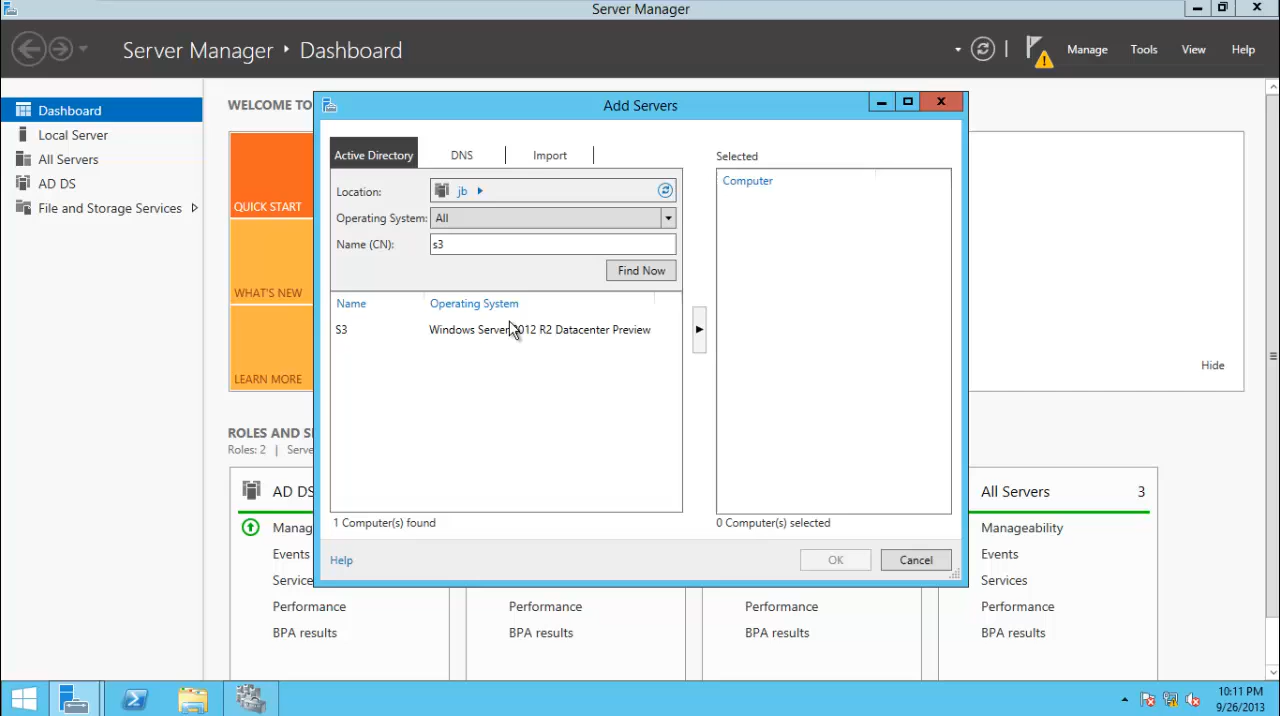 Server Manager
Server Manager ‣ Dashboard
Manage Tools View Help
Dashboard
Local Server
All Servers
AD DS
File and Storage Services
WELCOME TO
QUICK START
WHAT'S NEW
LEARN MORE
Hide
Add Servers
Active Directory DNS Import
Location: jb
Operating System: All
Name (CN): s3
Find Now
Name Operating System
S3 Windows Server 2012 R2 Datacenter Preview
1 Computer(s) found
Selected
Computer
0 Computer(s) selected
Help
OK Cancel
ROLES AND S
Roles: 2 | Serve
AD DS
Manag
Events
Service
Performance
BPA results
Performance
BPA results
Performance
BPA results
All Servers 3
Manageability
Events
Services
Performance
BPA results
10:11 PM
9/26/2013